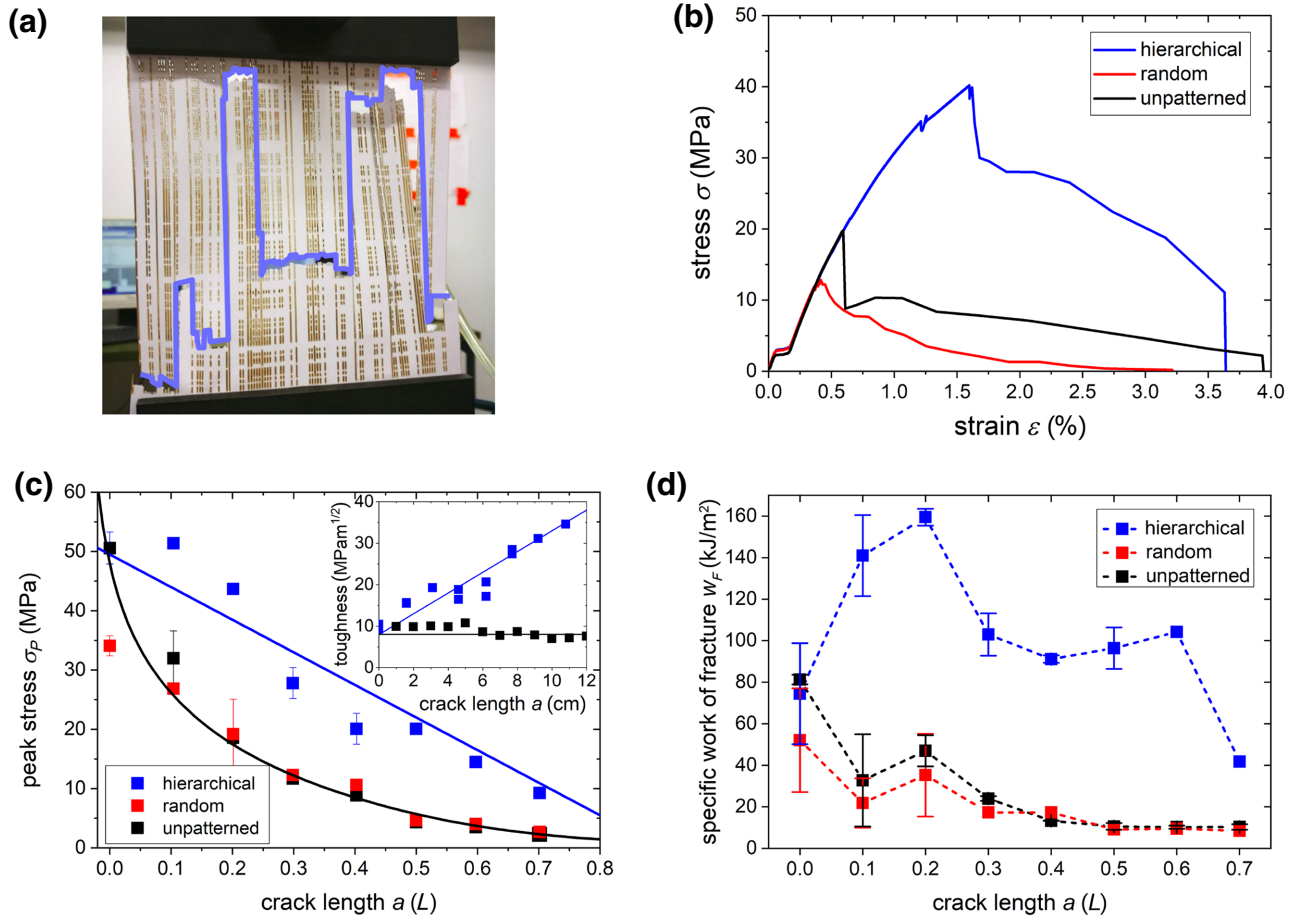 (a)
(b)
50
40
30
20
10
0
stress σ (MPa)
hierarchical
random
unpatterned
0.0 0.5 1.0 1.5 2.0 2.5 3.0 3.5 4.0
strain ε (%)
(c)
60
50
40
30
20
10
0
peak stress σP (MPa)
40
30
20
10
0
toughness (MPam1/2)
0 2 4 6 8 10 12
crack length a (cm)
hierarchical
random
unpatterned
0.0 0.1 0.2 0.3 0.4 0.5 0.6 0.7 0.8
crack length a (L)
(d)
160
140
120
100
80
60
40
20
0
specific work of fracture wF (kJ/m2)
hierarchical
random
unpatterned
0.0 0.1 0.2 0.3 0.4 0.5 0.6 0.7
crack length a (L)